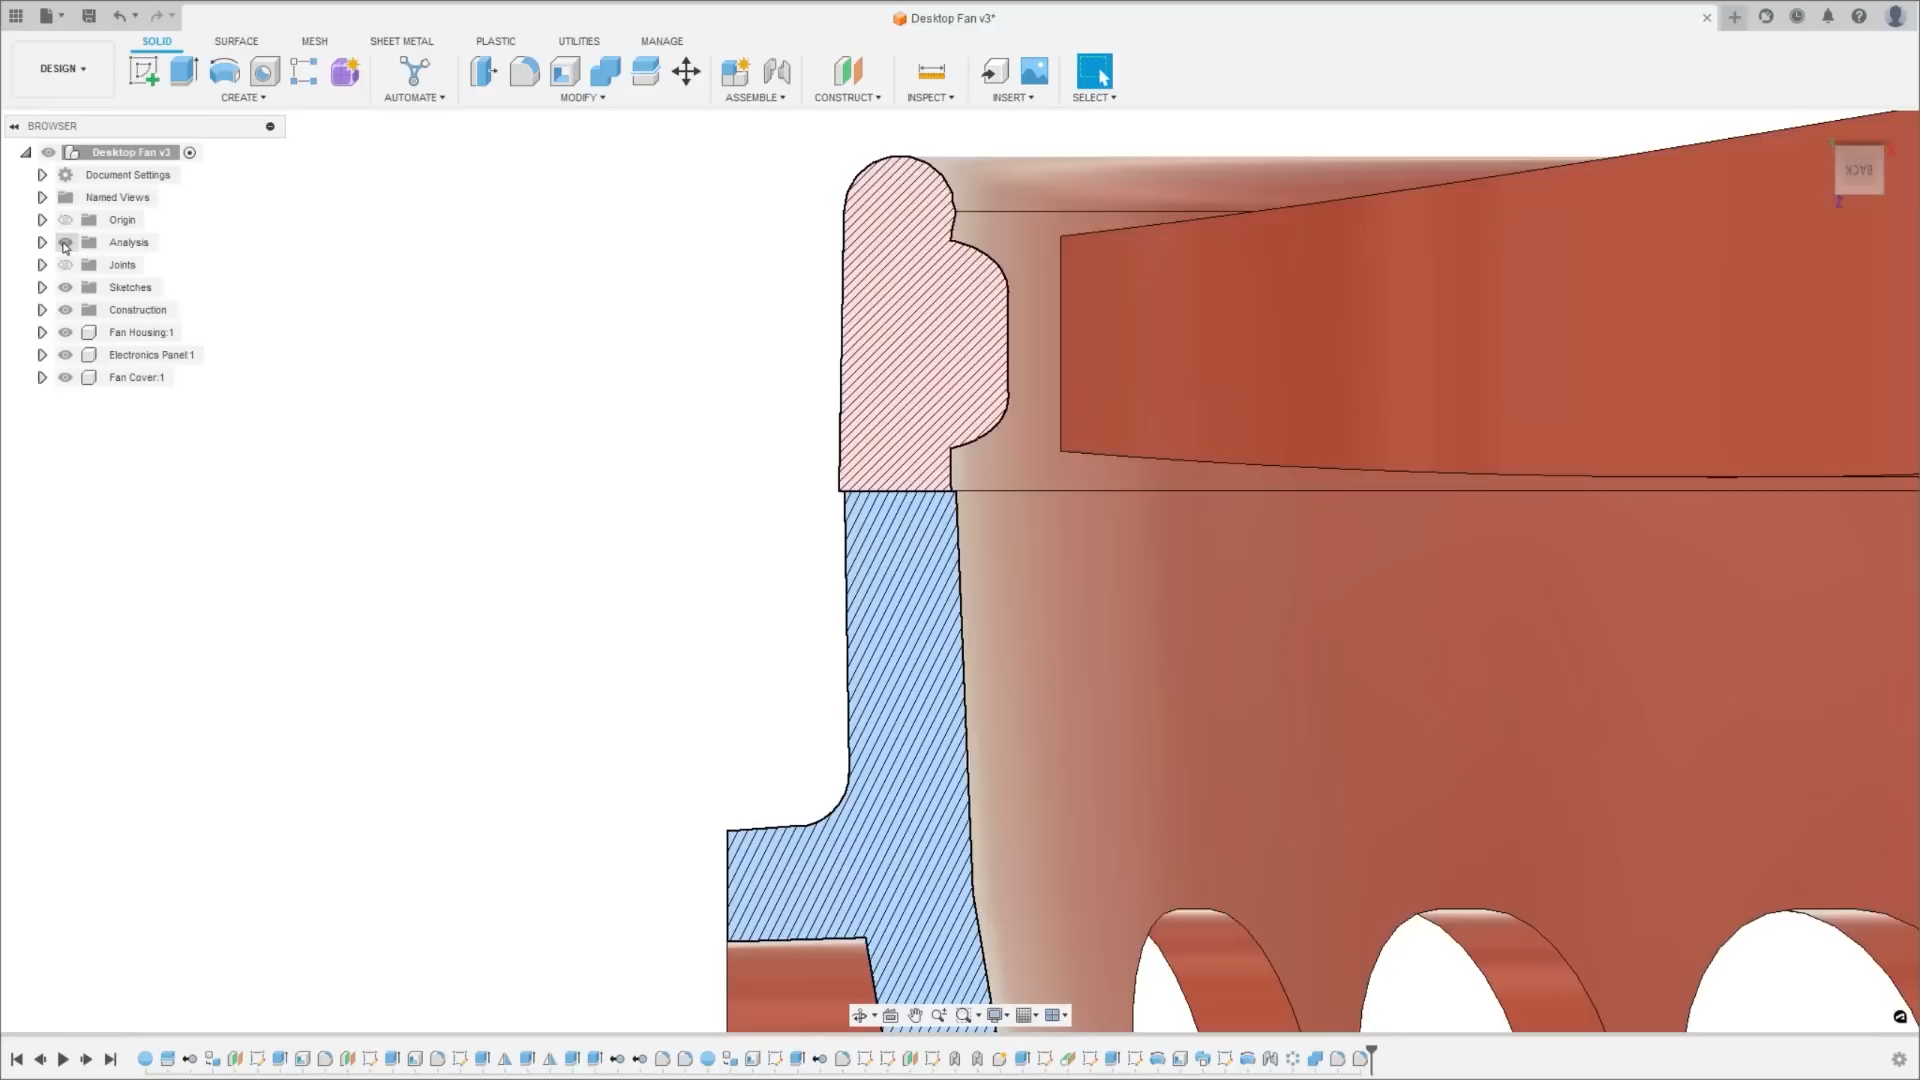 Desktop Fan v3*
DESIGN
SOLID
SURFACE
MESH
SHEET METAL
PLASTIC
UTILITIES
MANAGE
CREATE
AUTOMATE
MODIFY
ASSEMBLE
CONSTRUCT
INSPECT
INSERT
SELECT
BROWSER
Desktop Fan v3
Document Settings
Named Views
Origin
Analysis
Joints
Sketches
Construction
Fan Housing:1
Electronics Panel:1
Fan Cover:1
BACK
Z